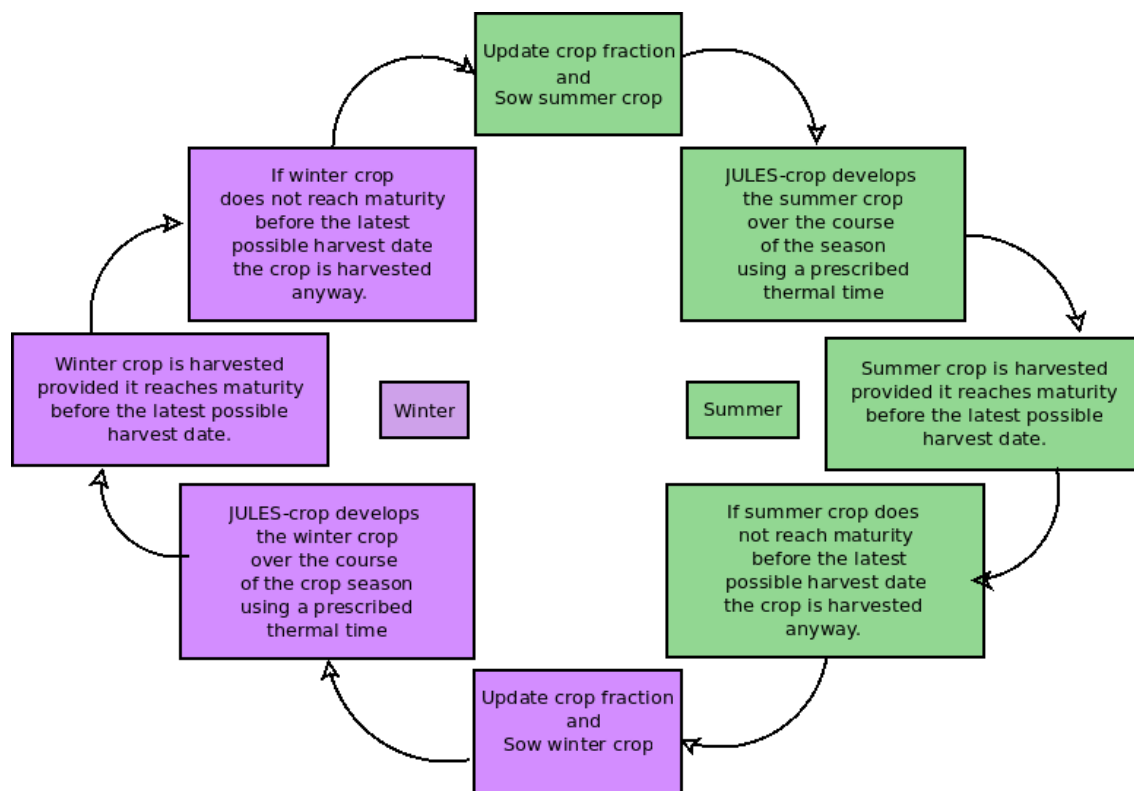 Update crop fraction
and
Sow summer crop
If winter crop
does not reach maturity
before the latest
possible harvest date
the crop is harvested
anyway.
JULES-crop develops
the summer crop
over the course
of the season
using a prescribed
thermal time
Winter crop is harvested
provided it reaches maturity
before the latest possible
harvest date.
Winter
Summer
Summer crop is harvested
provided it reaches maturity
before the latest possible
harvest date.
JULES-crop develops
the winter crop
over the course
of the crop season
using a prescribed
thermal time
If summer crop does
not reach maturity
before the latest
possible harvest date
the crop is harvested
anyway.
Update crop fraction
and
Sow winter crop